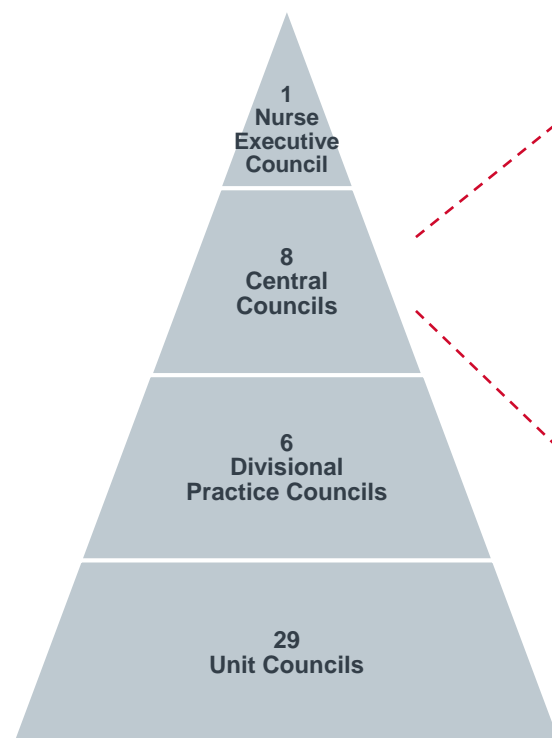 1
Nurse
Executive
Council
8
Central
Councils
6
Divisional
Practice Councils
29
Unit Councils